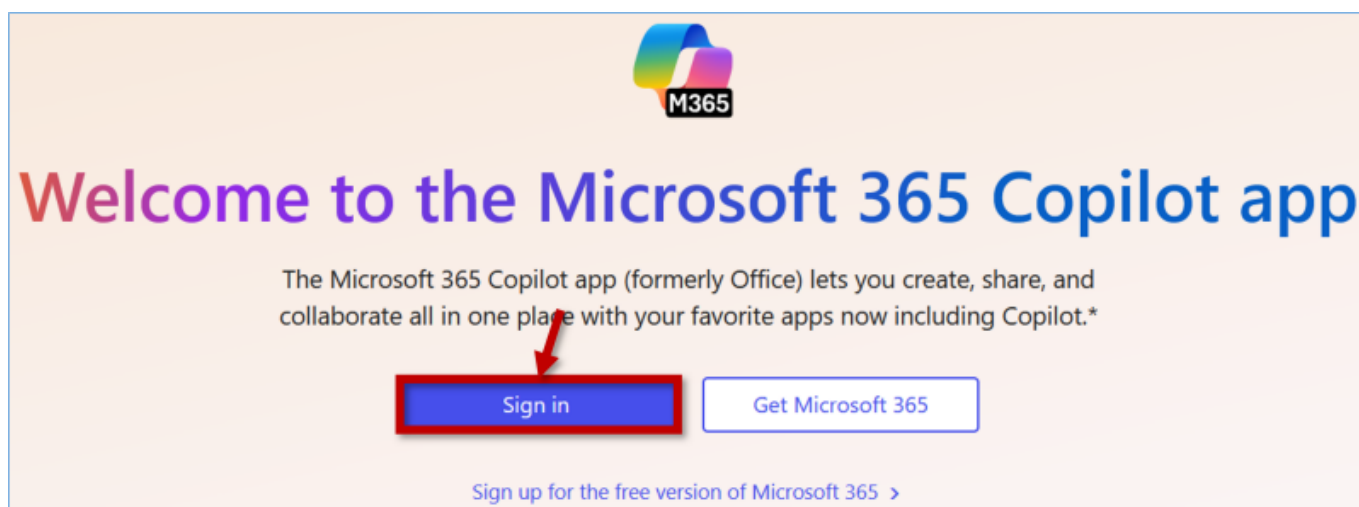 M365
Welcome to the Microsoft 365 Copilot app
The Microsoft 365 Copilot app (formerly Office) lets you create, share, and
collaborate all in one place with your favorite apps now including Copilot.*
Sign in
Get Microsoft 365
Sign up for the free version of Microsoft 365 >